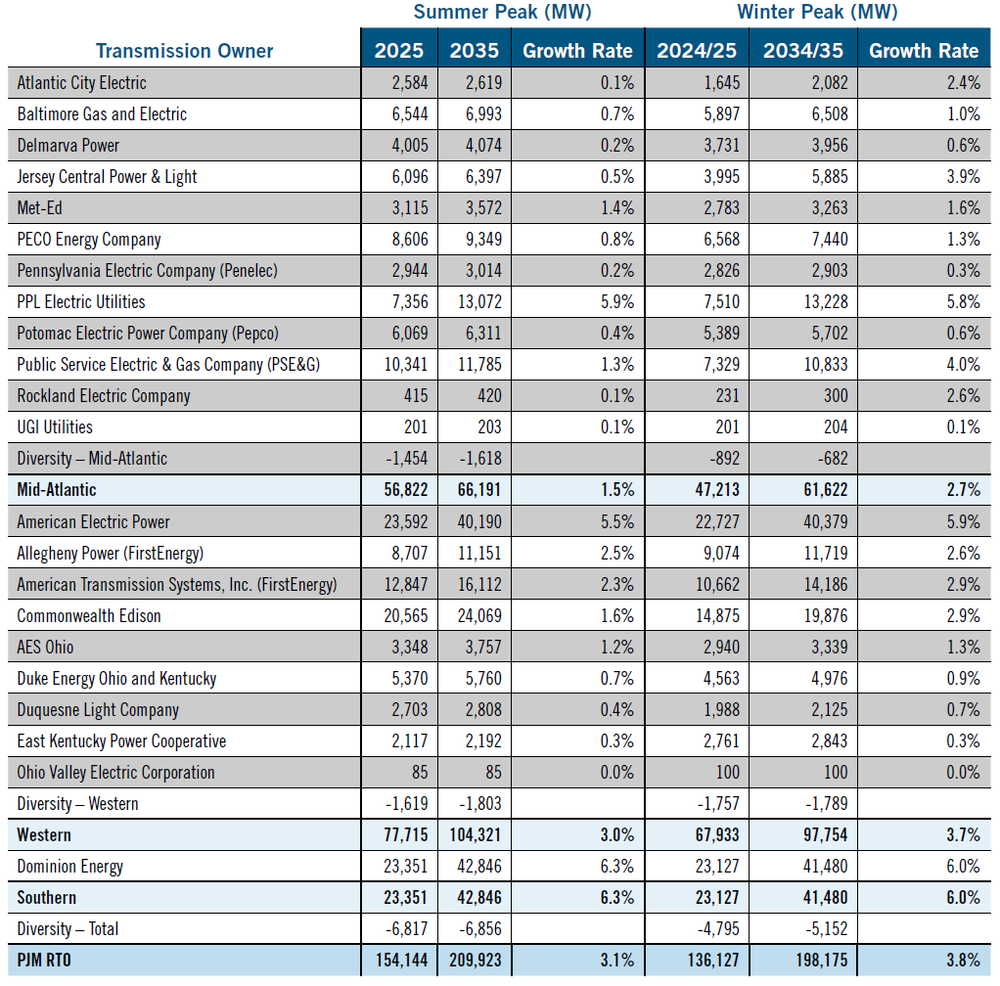 Summer Peak (MW) Winter Peak (MW)
Transmission Owner 2025 2035 Growth Rate 2024/25 2034/35 Growth Rate
Atlantic City Electric 2,584 2,619 0.1% 1,645 2,082 2.4%
Baltimore Gas and Electric 6,544 6,993 0.7% 5,897 6,508 1.0%
Delmarva Power 4,005 4,074 0.2% 3,731 3,956 0.6%
Jersey Central Power & Light 6,096 6,397 0.5% 3,995 5,885 3.9%
Met-Ed 3,115 3,572 1.4% 2,783 3,263 1.6%
PECO Energy Company 8,606 9,349 0.8% 6,568 7,440 1.3%
Pennsylvania Electric Company (Penelec) 2,944 3,014 0.2% 2,826 2,903 0.3%
PPL Electric Utilities 7,356 13,072 5.9% 7,510 13,228 5.8%
Potomac Electric Power Company (Pepco) 6,069 6,311 0.4% 5,389 5,702 0.6%
Public Service Electric & Gas Company (PSE&G) 10,341 11,785 1.3% 7,329 10,833 4.0%
Rockland Electric Company 415 420 0.1% 231 300 2.6%
UGI Utilities 201 203 0.1% 201 204 0.1%
Diversity – Mid-Atlantic -1,454 -1,618 -892 -682
Mid-Atlantic 56,822 66,191 1.5% 47,213 61,622 2.7%
American Electric Power 23,592 40,190 5.5% 22,727 40,379 5.9%
Allegheny Power (FirstEnergy) 8,707 11,151 2.5% 9,074 11,719 2.6%
American Transmission Systems, Inc. (FirstEnergy) 12,847 16,112 2.3% 10,662 14,186 2.9%
Commonwealth Edison 20,565 24,069 1.6% 14,875 19,876 2.9%
AES Ohio 3,348 3,757 1.2% 2,940 3,339 1.3%
Duke Energy Ohio and Kentucky 5,370 5,760 0.7% 4,563 4,976 0.9%
Duquesne Light Company 2,703 2,808 0.4% 1,988 2,125 0.7%
East Kentucky Power Cooperative 2,117 2,192 0.3% 2,761 2,843 0.3%
Ohio Valley Electric Corporation 85 85 0.0% 100 100 0.0%
Diversity – Western -1,619 -1,803 -1,757 -1,789
Western 77,715 104,321 3.0% 67,933 97,754 3.7%
Dominion Energy 23,351 42,846 6.3% 23,127 41,480 6.0%
Southern 23,351 42,846 6.3% 23,127 41,480 6.0%
Diversity – Total -6,817 -6,856 -4,795 -5,152
PJM RTO 154,144 209,923 3.1% 136,127 198,175 3.8%